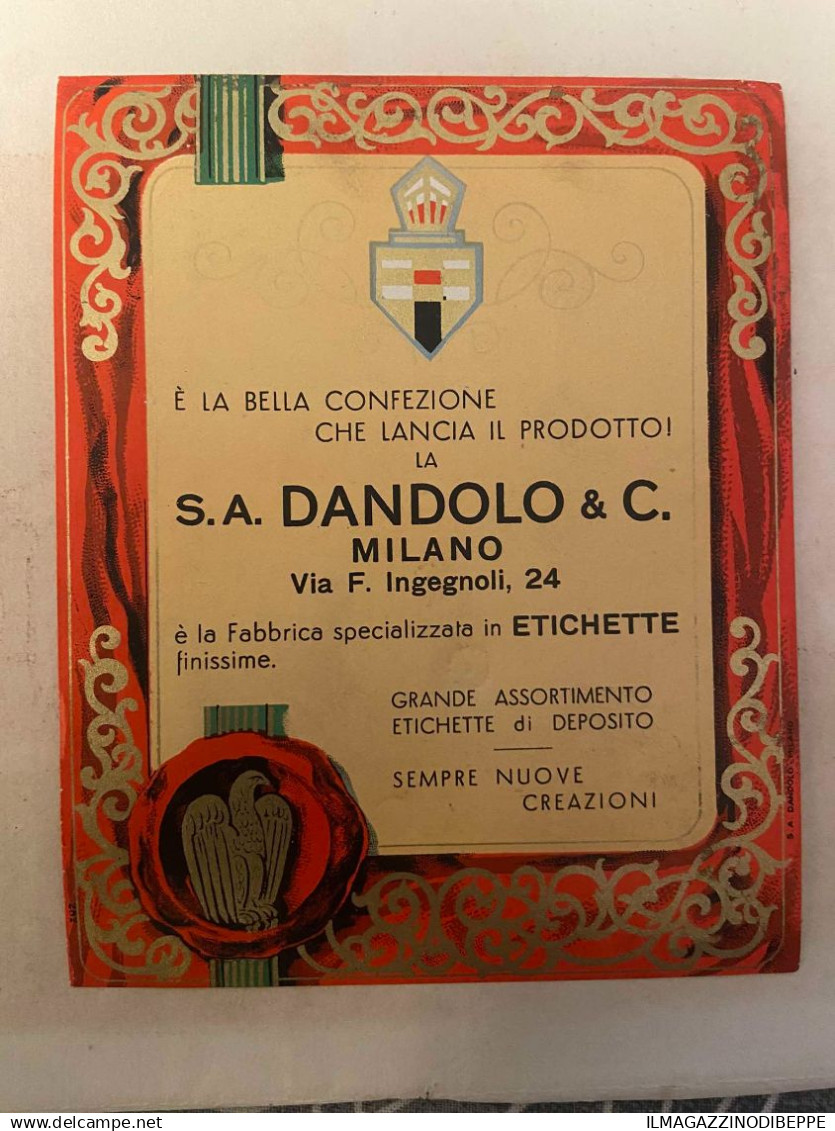 È LA BELLA CONFEZIONE
CHE LANCIA IL PRODOTTO!
LA
S.A. DANDOLO & C.
MILANO
Via F. Ingegnoli, 24
è la Fabbrica specializzata in ETICHETTE
finissime.
GRANDE ASSORTIMENTO
ETICHETTE di DEPOSITO
SEMPRE NUOVE
CREAZIONI
S. A. DANDOLO - MILANO
delcampe.net
ILMAGAZZINODIBEPPE